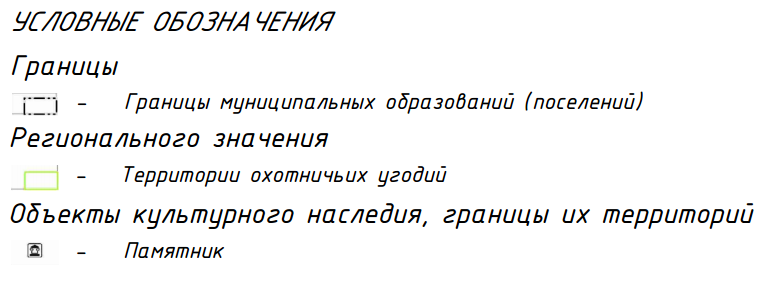 УСЛОВНЫЕ ОБОЗНАЧЕНИЯ
Границы
- Границы муниципальных образований (поселений)
Регионального значения
- Территории охотничьих угодий
Объекты культурного наследия, границы их территорий
- Памятник